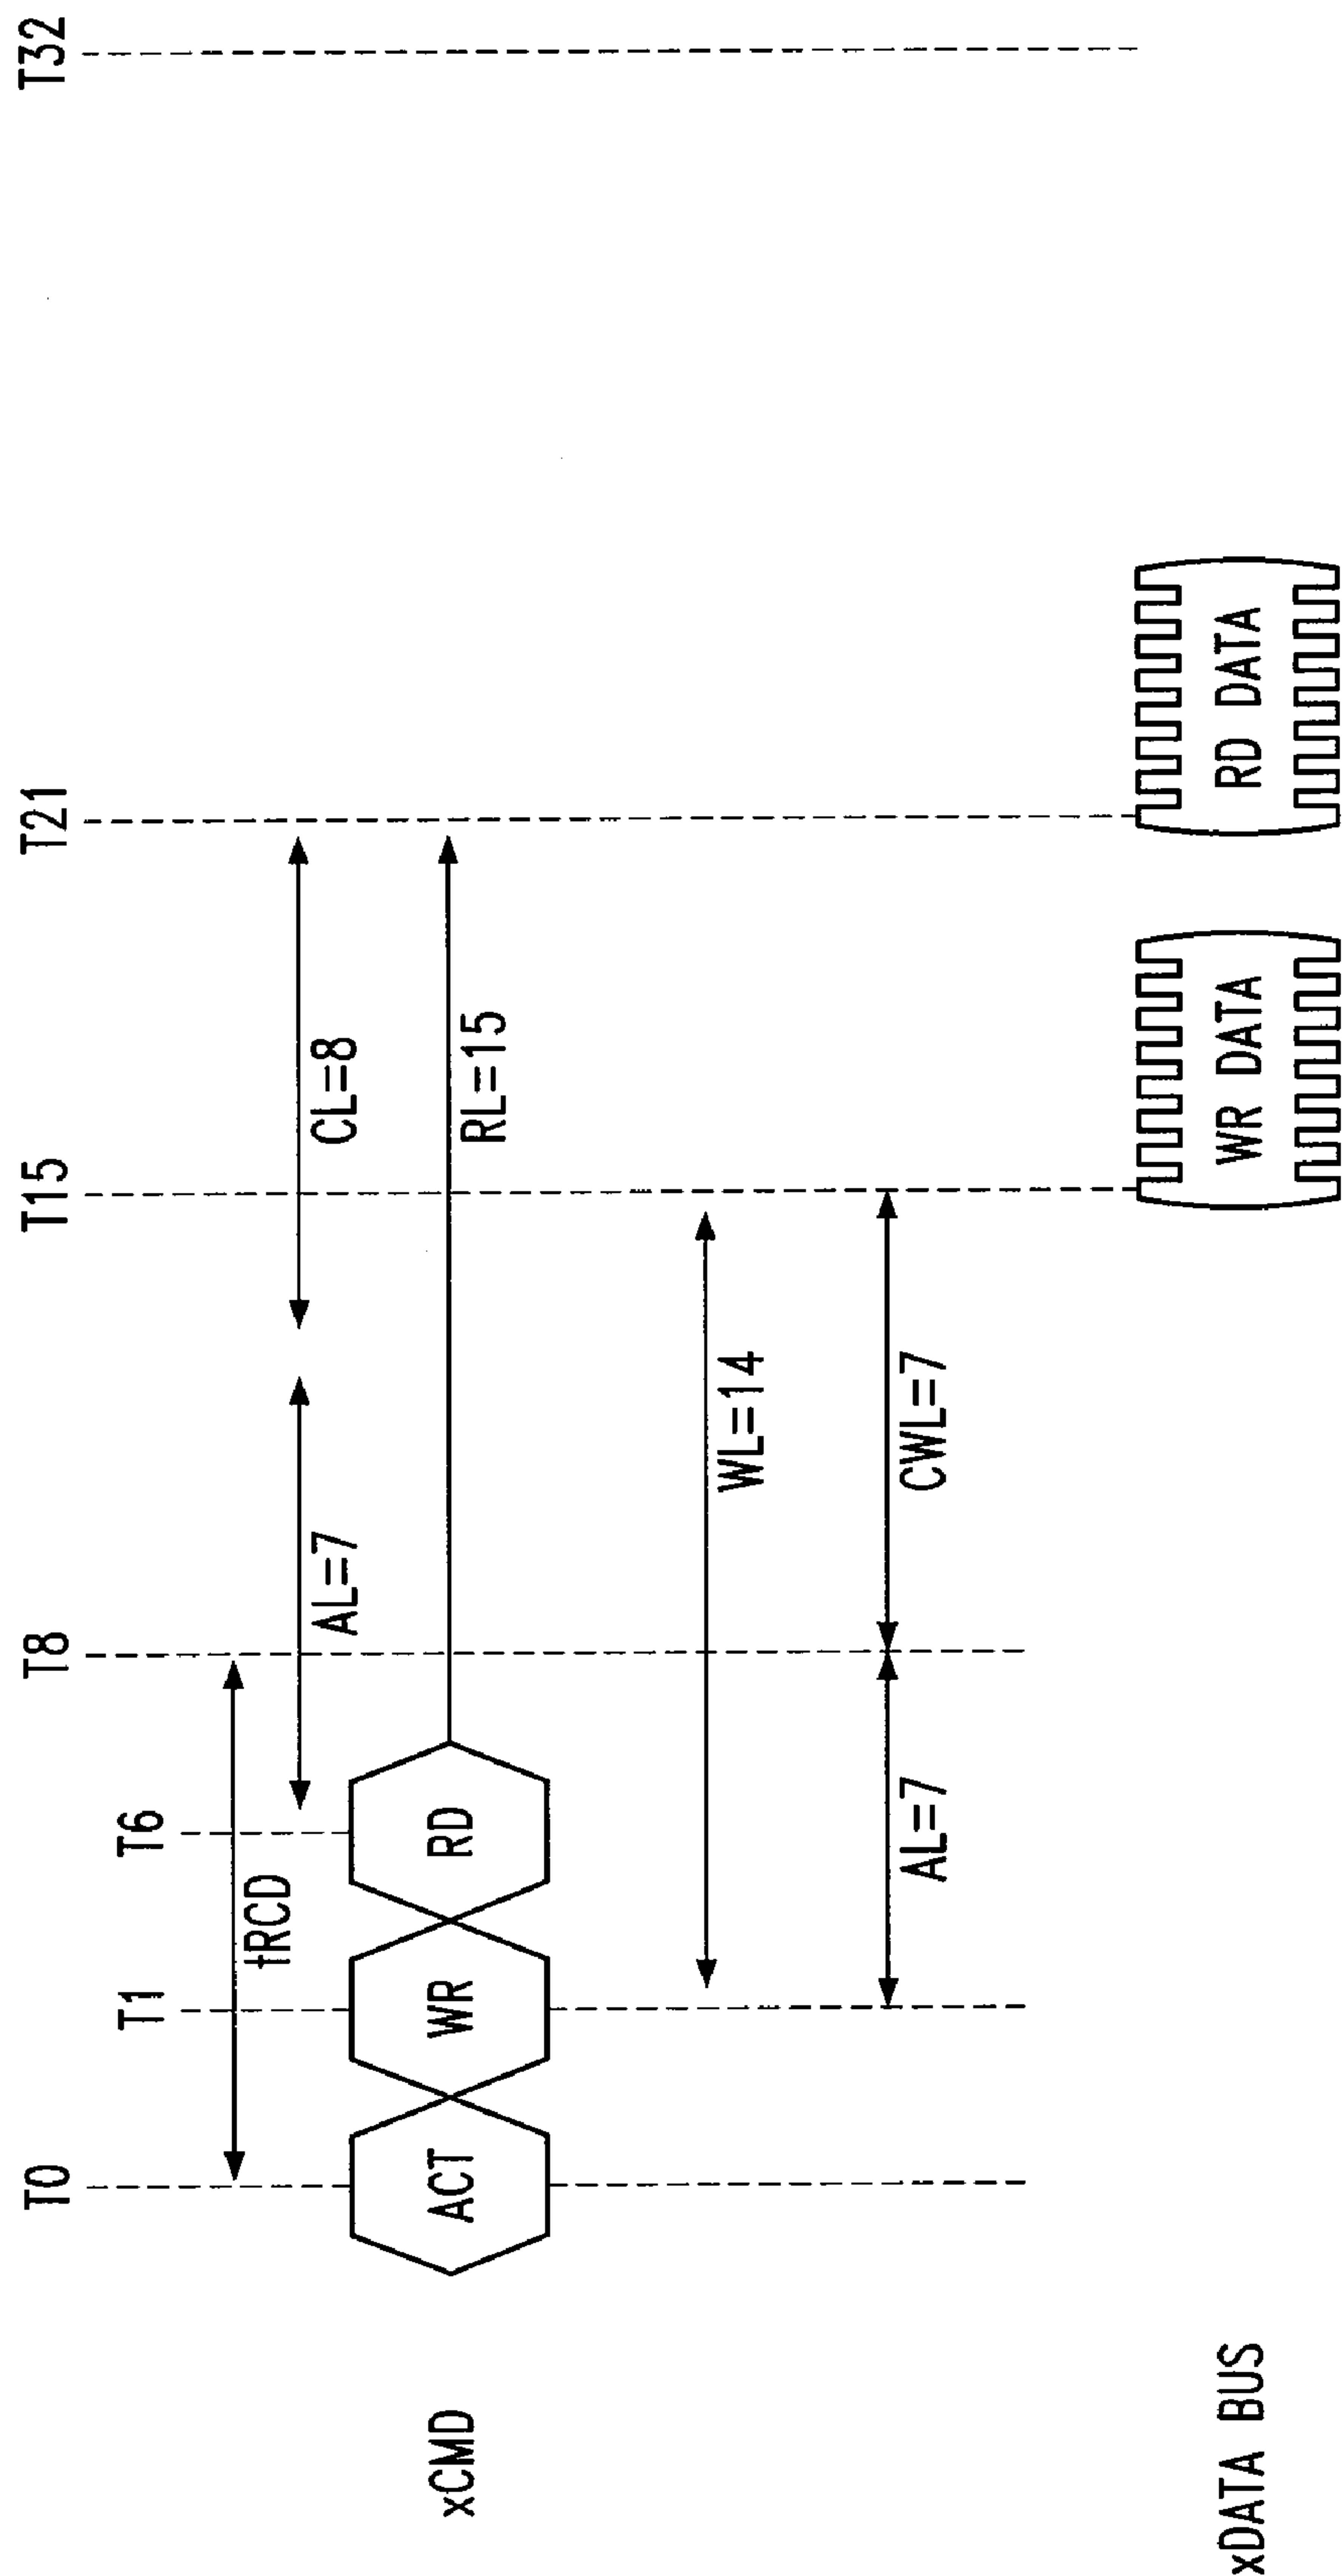 T0 T8 T15 T21 T32
T1 T6
tRCD
AL=7 CL=8
xCMD ACT WR RD
RL=15
WL=14
AL=7 CWL=7
xDATA BUS WR DATA RD DATA